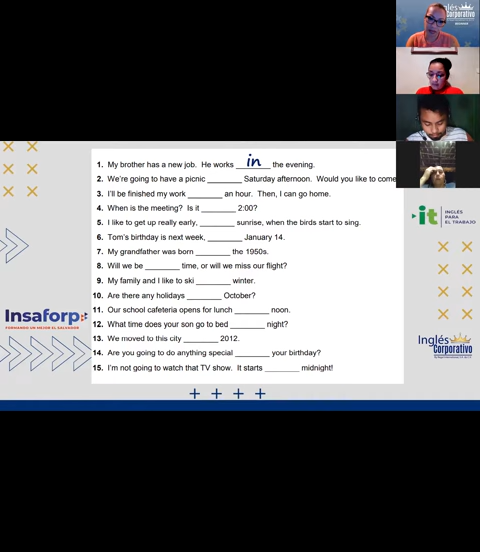 Inglés
Corporativo
1. My brother has a new job. He works in the evening.
2. We're going to have a picnic ________ Saturday afternoon. Would you like to come
3. I'll be finished my work ________ an hour. Then, I can go home.
4. When is the meeting? Is it ________ 2:00?
5. I like to get up really early, ________ sunrise, when the birds start to sing.
6. Tom's birthday is next week, ________ January 14.
7. My grandfather was born ________ the 1950s.
8. Will we be ________ time, or will we miss our flight?
9. My family and I like to ski ________ winter.
10. Are there any holidays ________ October?
11. Our school cafeteria opens for lunch ________ noon.
12. What time does your son go to bed ________ night?
13. We moved to this city ________ 2012.
14. Are you going to do anything special ________ your birthday?
15. I'm not going to watch that TV show. It starts ________ midnight!
Insaforp
FORMANDO UN MEJOR EL SALVADOR
it INGLÉS
PARA
EL TRABAJO
Inglés
Corporativo